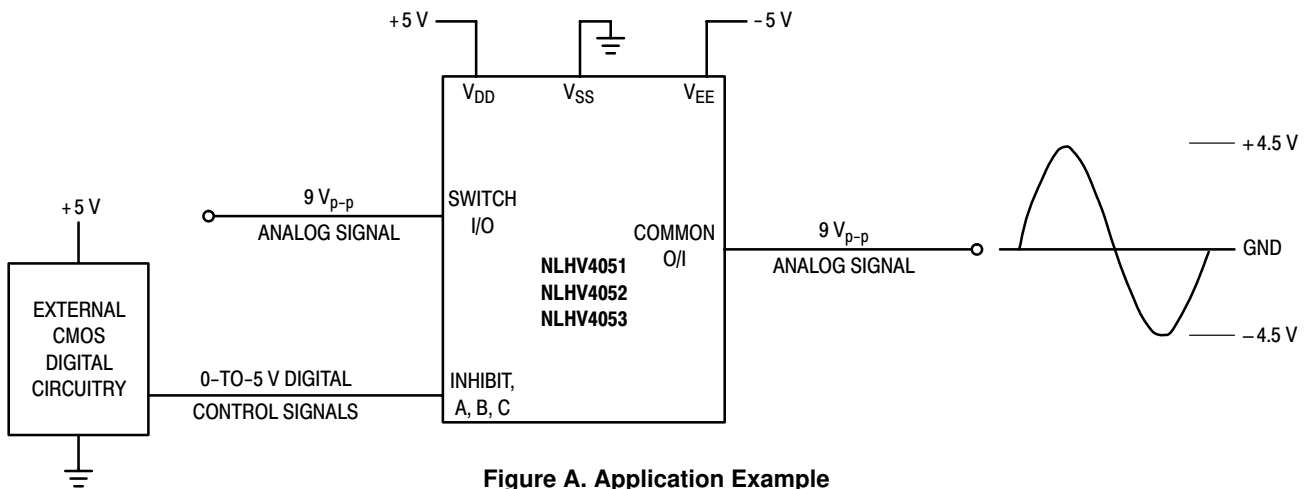 +5 V
−5 V
VDD
VSS
VEE
+4.5 V
9 Vp−p
SWITCH
+5 V
ANALOG SIGNAL
I/O
COMMON
9 Vp−p
GND
O/I
ANALOG SIGNAL
NLHV4051
NLHV4052
NLHV4053
EXTERNAL
CMOS
DIGITAL
CIRCUITRY
−4.5 V
0−TO−5 V DIGITAL
INHIBIT,
CONTROL SIGNALS
A, B, C
Figure A. Application Example